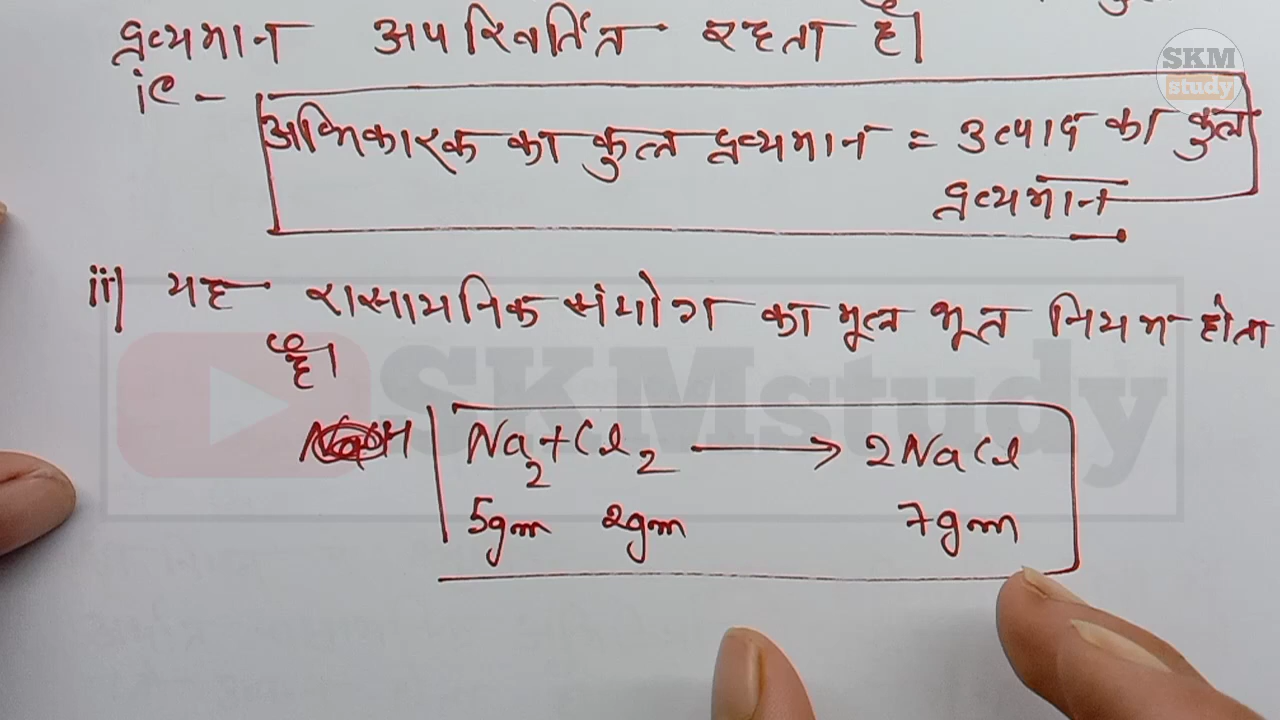 द्रव्यमान अपरिवर्तित रहता है।
SKM
study
ie -
अभिकारक का कुल द्रव्यमान = उत्पाद का कुल
द्रव्यमान
ii) यह रासायनिक संयोग का मूल भूत नियम होता
है।
SKMstudy
Na2+Cl2 ⟶ 2NaCl
5gm 2gm 7gm